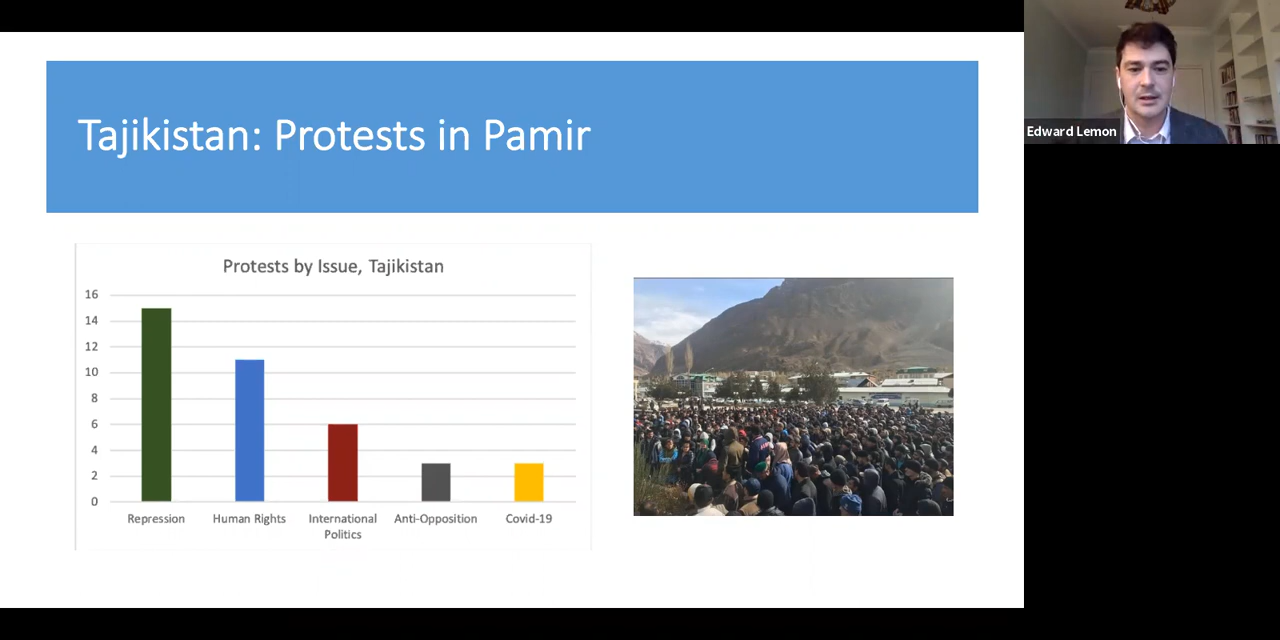 Tajikistan: Protests in Pamir
Protests by Issue, Tajikistan
16
14
12
10
8
6
4
2
0
Repression
Human Rights
International
Politics
Anti-Opposition
Covid-19
Edward Lemon